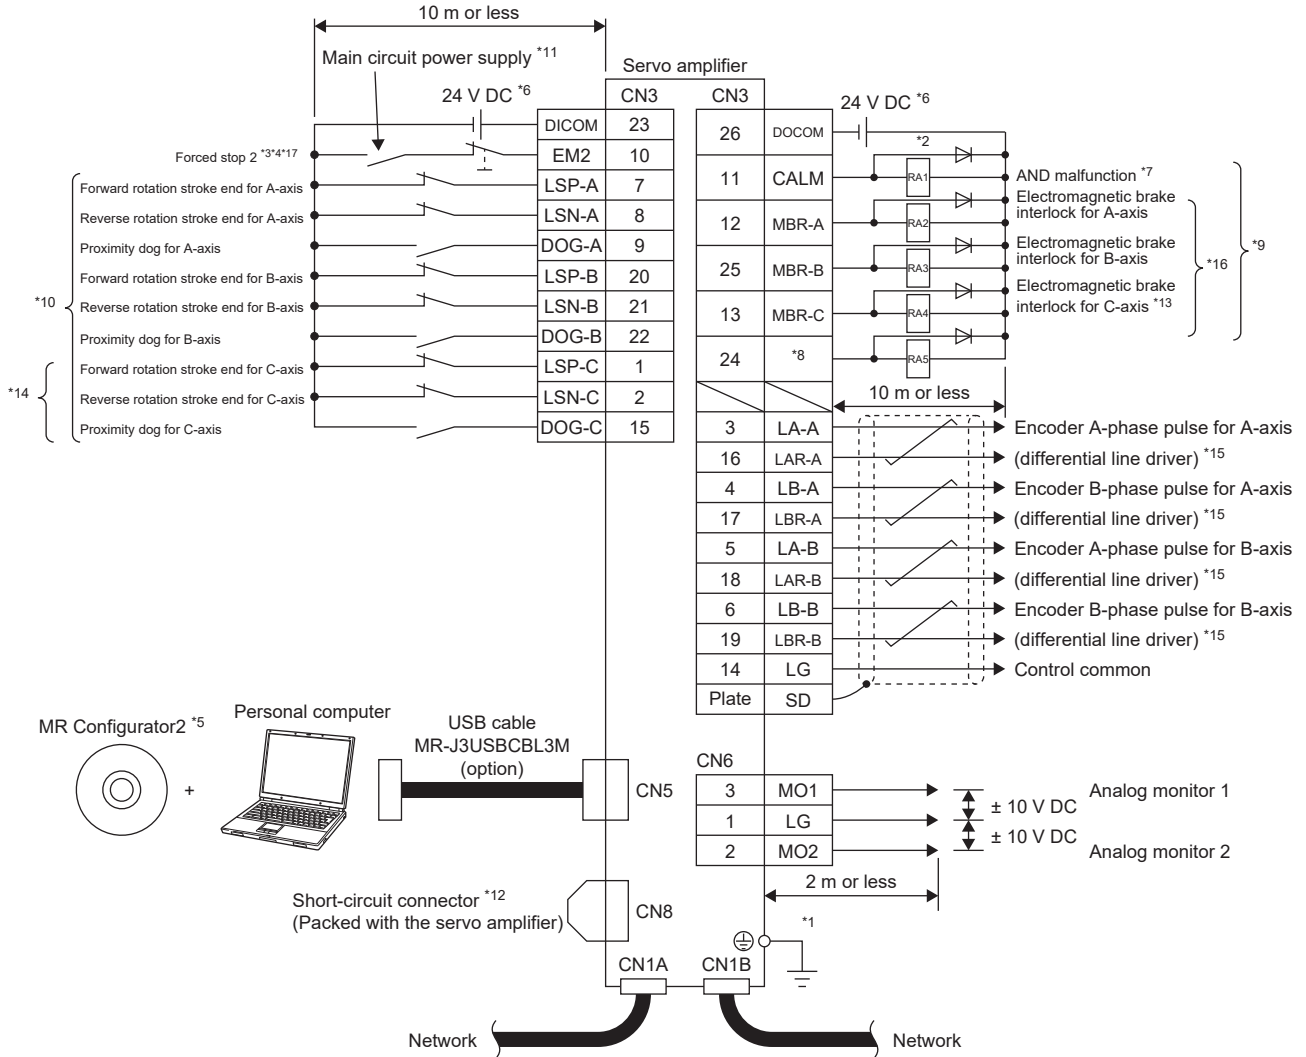 10 m or less
Main circuit power supply *11
Servo amplifier
24 V DC *6
CN3
CN3
24 V DC *6
DICOM 23
26 DOCOM
*2
Forced stop 2 *3*4*17
EM2 10
Forward rotation stroke end for A-axis
LSP-A 7
11 CALM
RA1
AND malfunction *7
Reverse rotation stroke end for A-axis
LSN-A 8
12 MBR-A
RA2
Electromagnetic brake
interlock for A-axis
Proximity dog for A-axis
DOG-A 9
Forward rotation stroke end for B-axis
LSP-B 20
25 MBR-B
RA3
Electromagnetic brake
interlock for B-axis
*16
*9
*10
Reverse rotation stroke end for B-axis
LSN-B 21
13 MBR-C
RA4
Electromagnetic brake
interlock for C-axis *13
Proximity dog for B-axis
DOG-B 22
Forward rotation stroke end for C-axis
LSP-C 1
24 *8
RA5
*14
Reverse rotation stroke end for C-axis
LSN-C 2
10 m or less
Proximity dog for C-axis
DOG-C 15
3 LA-A
Encoder A-phase pulse for A-axis
16 LAR-A
(differential line driver) *15
4 LB-A
Encoder B-phase pulse for A-axis
17 LBR-A
(differential line driver) *15
5 LA-B
Encoder A-phase pulse for B-axis
18 LAR-B
(differential line driver) *15
6 LB-B
Encoder B-phase pulse for B-axis
19 LBR-B
(differential line driver) *15
14 LG
Control common
Plate SD
MR Configurator2 *5
+
Personal computer
USB cable
MR-J3USBCBL3M
(option)
CN5
CN6
3 MO1
Analog monitor 1
± 10 V DC
1 LG
± 10 V DC
2 MO2
Analog monitor 2
2 m or less
Short-circuit connector *12
(Packed with the servo amplifier)
CN8
*1
CN1A
CN1B
Network
Network